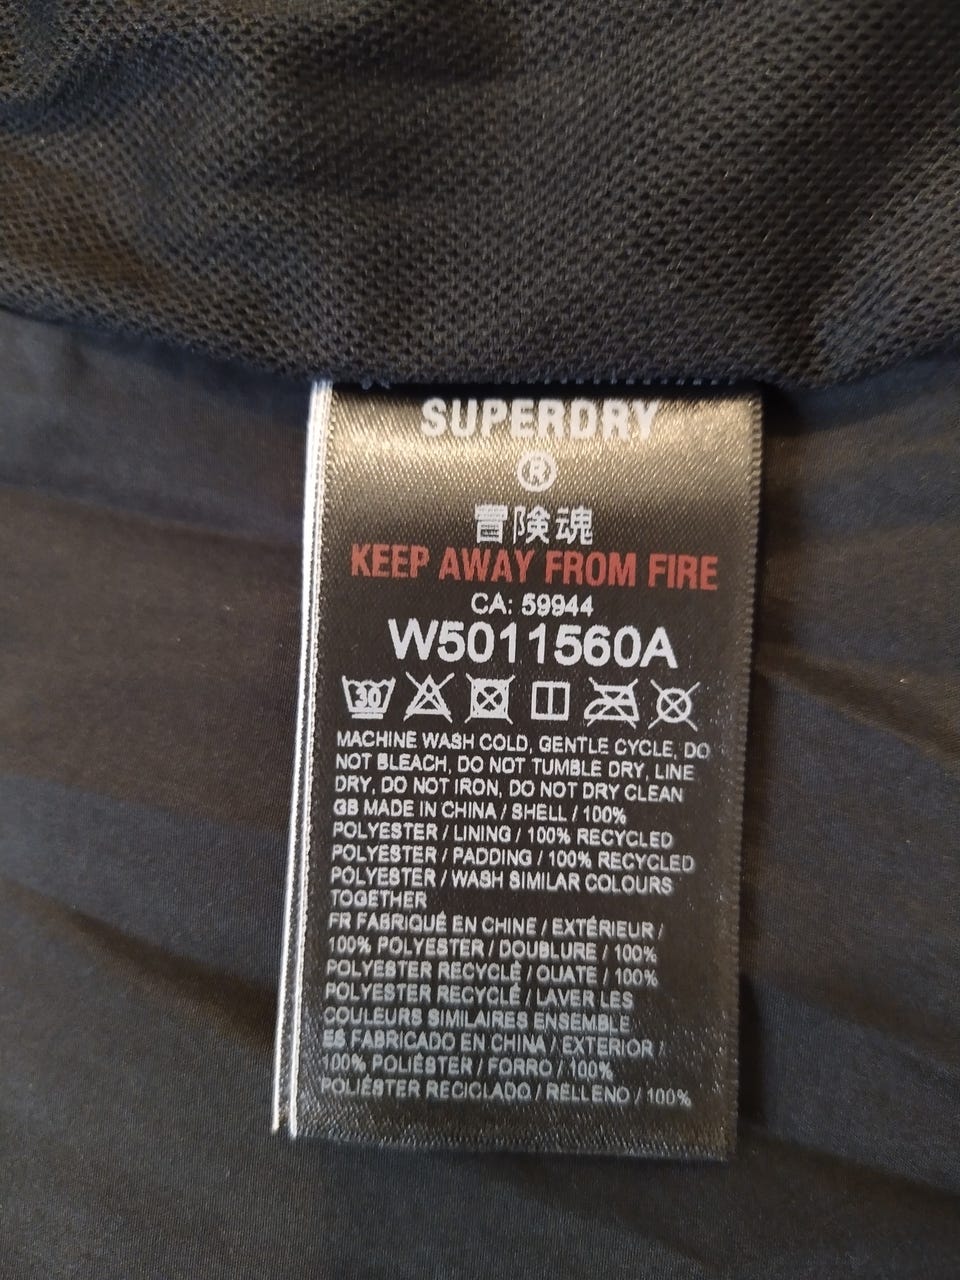 SUPERDRY
®
冒険魂
KEEP AWAY FROM FIRE
CA: 59944
W5011560A
30
MACHINE WASH COLD, GENTLE CYCLE, DO
NOT BLEACH, DO NOT TUMBLE DRY, LINE
DRY, DO NOT IRON, DO NOT DRY CLEAN
GB MADE IN CHINA / SHELL / 100%
POLYESTER / LINING / 100% RECYCLED
POLYESTER / PADDING / 100% RECYCLED
POLYESTER / WASH SIMILAR COLOURS
TOGETHER
FR FABRIQUÉ EN CHINE / EXTÉRIEUR /
100% POLYESTER / DOUBLURE / 100%
POLYESTER RECYCLÉ / OUATE / 100%
POLYESTER RECYCLÉ / LAVER LES
COULEURS SIMILAIRES ENSEMBLE
ES FABRICADO EN CHINA / EXTERIOR /
100% POLIÉSTER / FORRO / 100%
POLIÉSTER RECICLADO / RELLENO / 100%